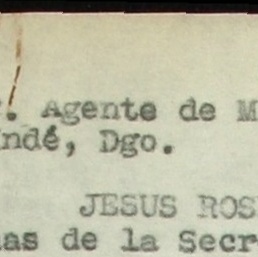 . Agente de M
ndé, Dgo.
JESUS ROS
as de la Secr